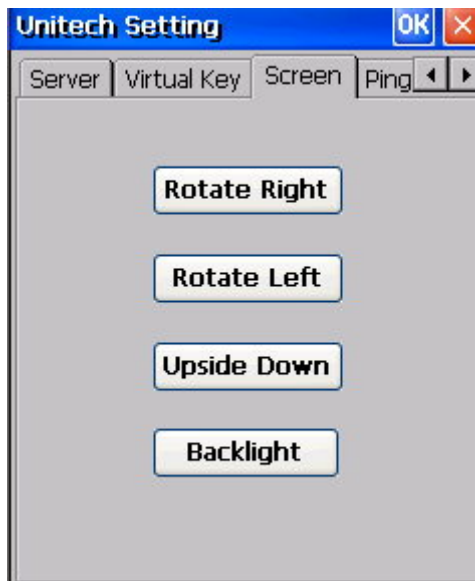 Unitech Setting OK
Server Virtual Key Screen Ping
Rotate Right
Rotate Left
Upside Down
Backlight